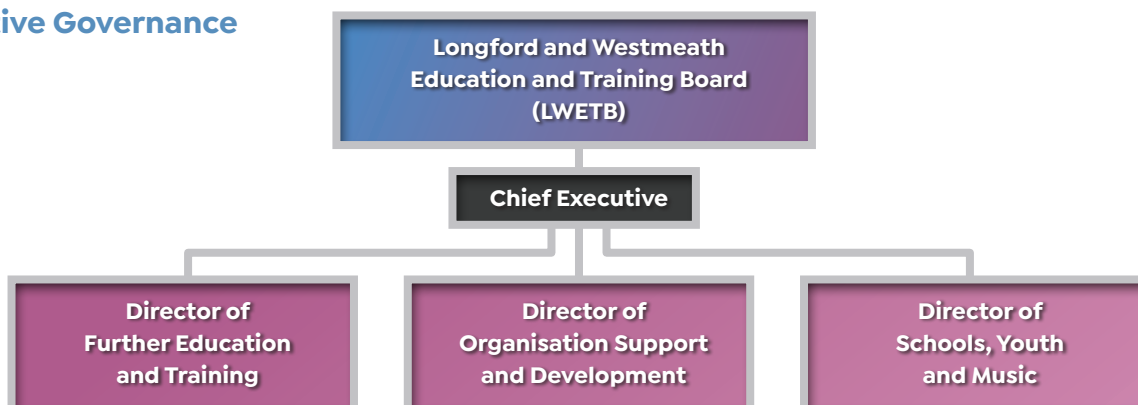 tive Governance
Longford and Westmeath
Education and Training Board
(LWETB)
Chief Executive
Director of
Further Education
and Training
Director of
Organisation Support
and Development
Director of
Schools, Youth
and Music